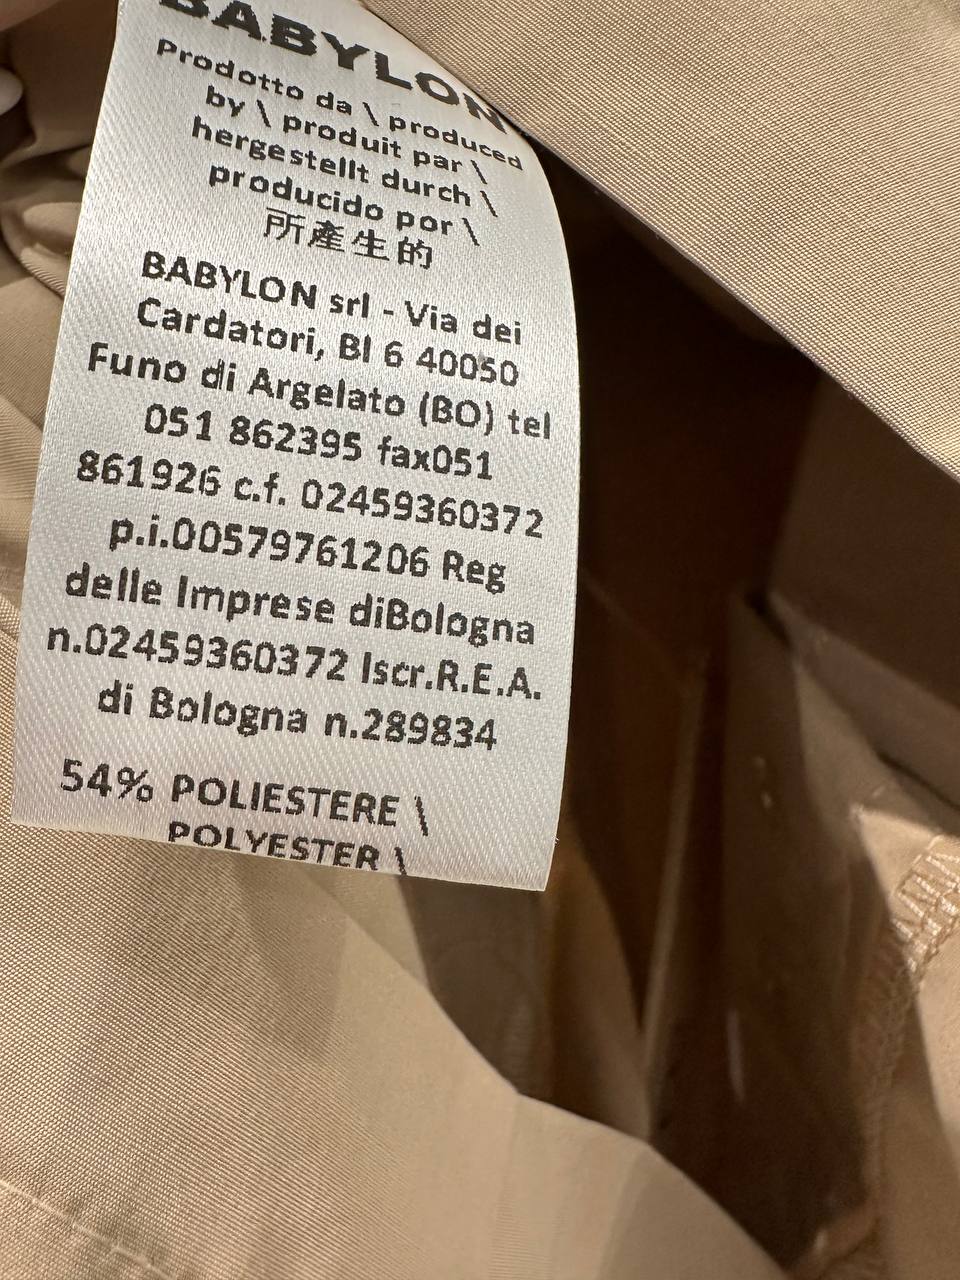 BABYLON
Prodotto da \ produced
by \ produit par \
hergestellt durch \
producido por \
所產生的
BABYLON srl - Via dei
Cardatori, Bl 6 40050
Funo di Argelato (BO) tel
051 862395 fax051
861926 c.f. 02459360372
p.i.00579761206 Reg
delle Imprese diBologna
n.02459360372 Iscr.R.E.A.
di Bologna n.289834
54% POLIESTERE \
POLYESTER \